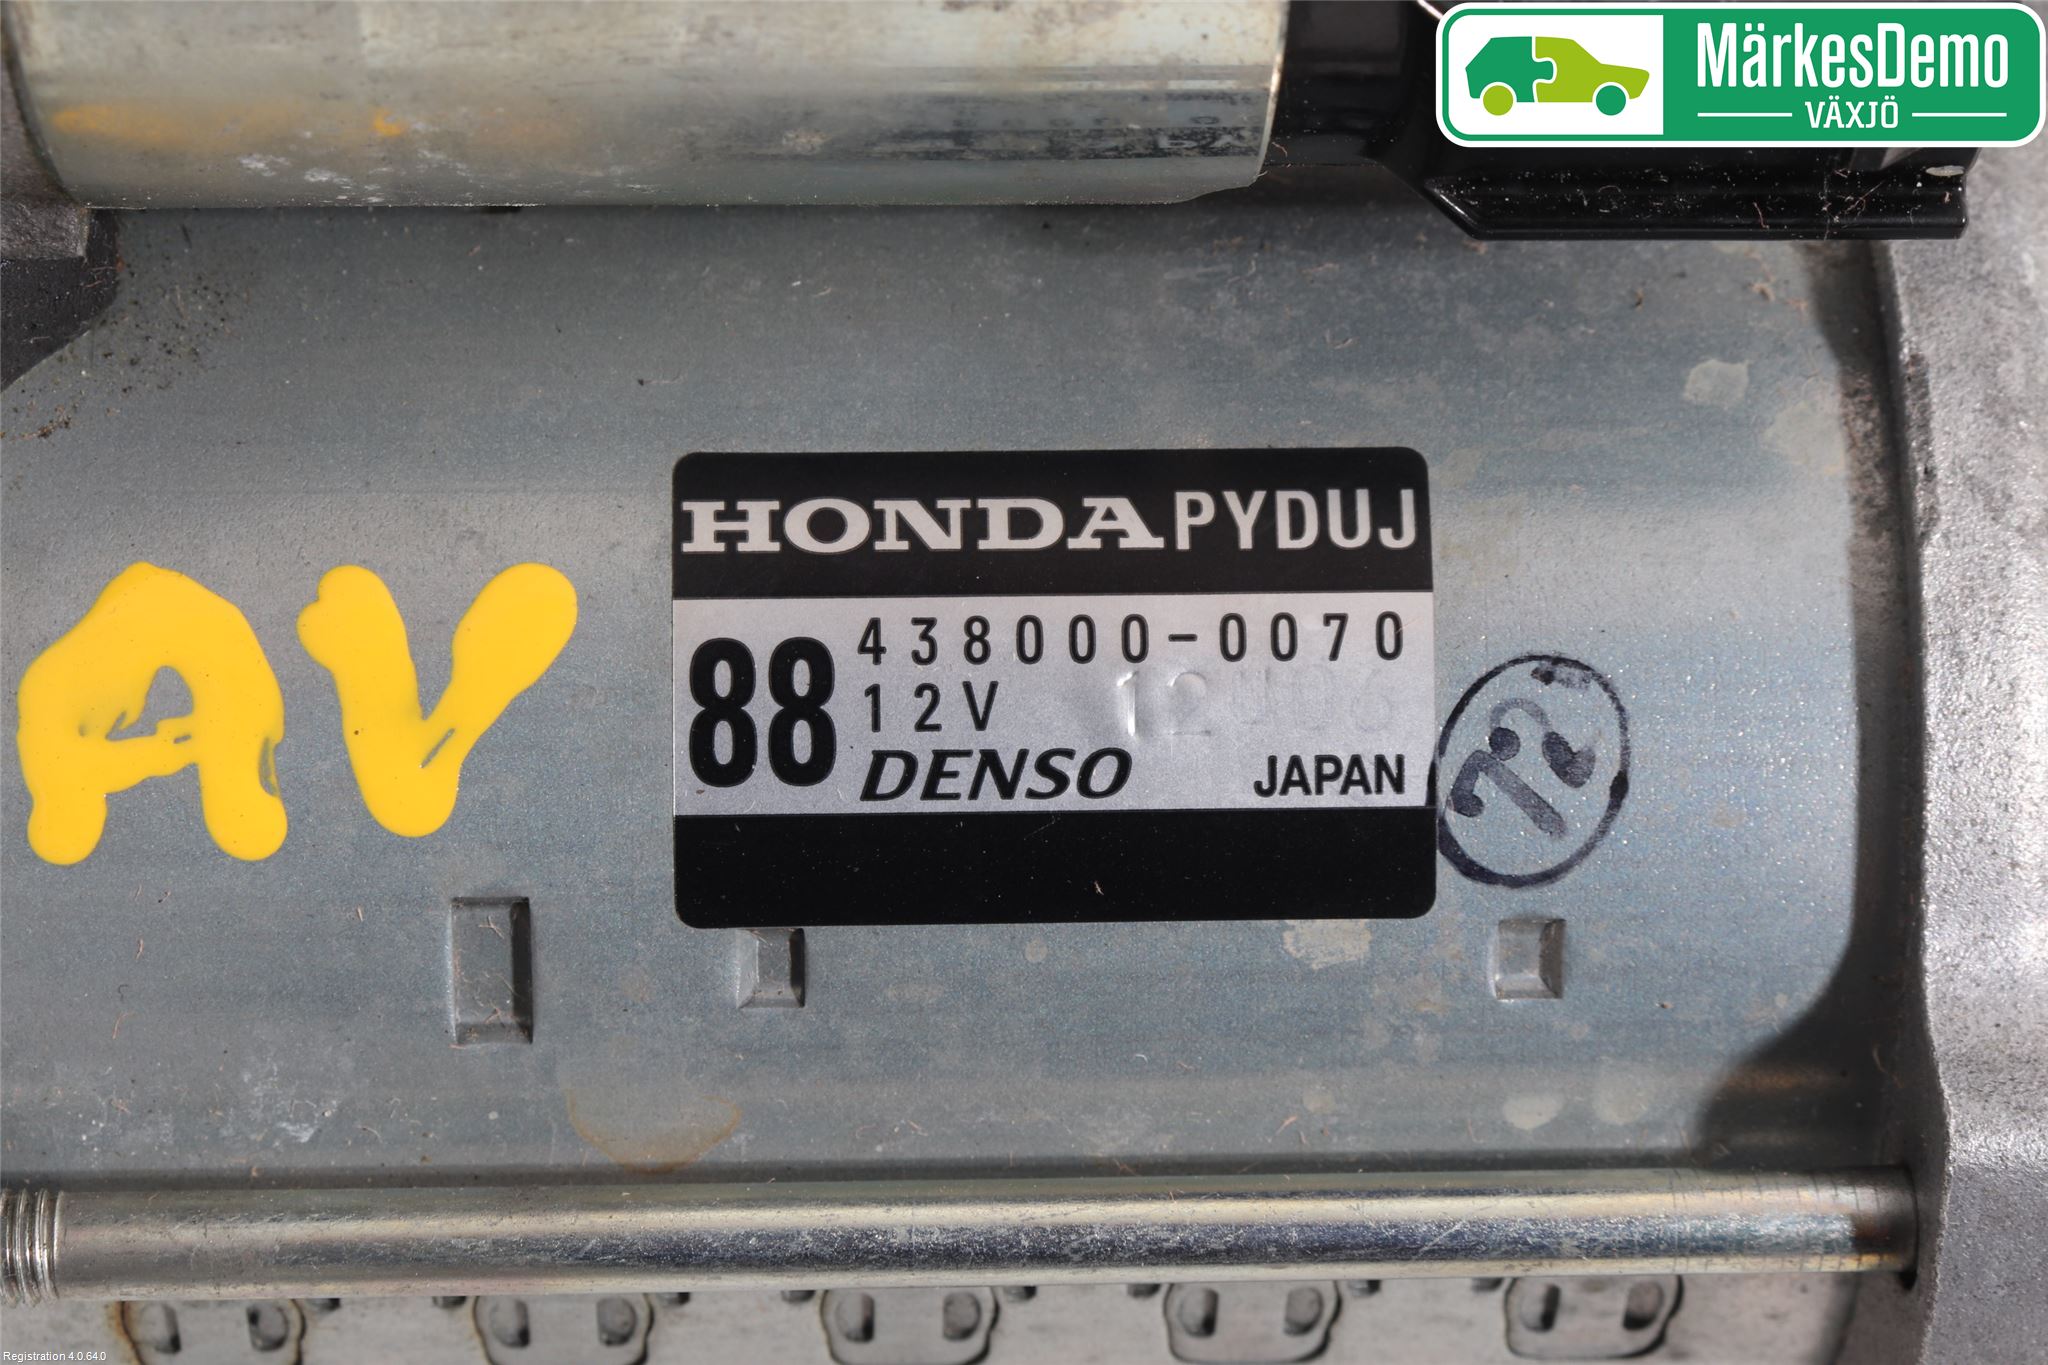 MärkesDemo
VÄXJÖ
HONDA PYDUJ
88
438000-0070
12V
DENSO JAPAN
AV
Registration 4.0.64.0